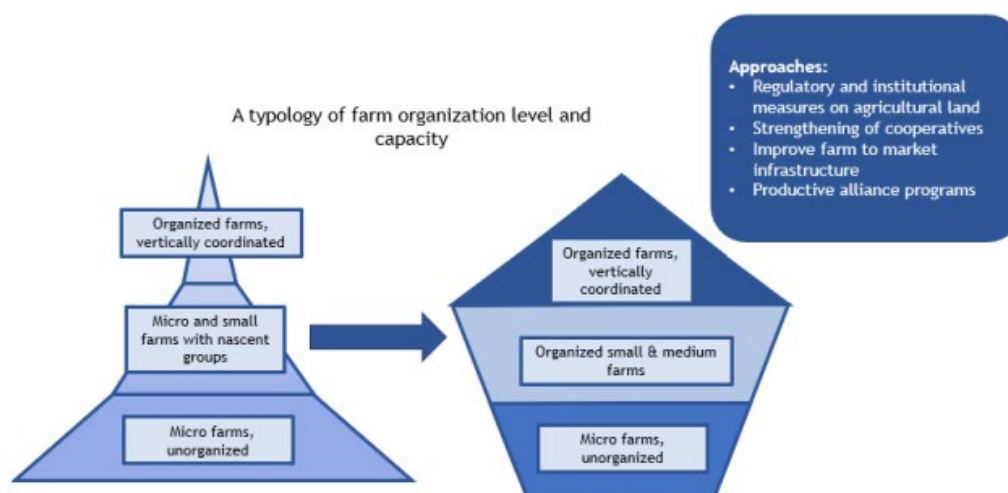 A typology of farm organization level and
capacity
Organized farms,
vertically coordinated
Micro and small
farms with nascent
groups
Micro farms,
unorganized
Organized farms,
vertically
coordinated
Organized small & medium
farms
Micro farms,
unorganized
Approaches:
• Regulatory and institutional
measures on agricultural land
• Strengthening of cooperatives
• Improve farm to market
infrastructure
• Productive alliance programs